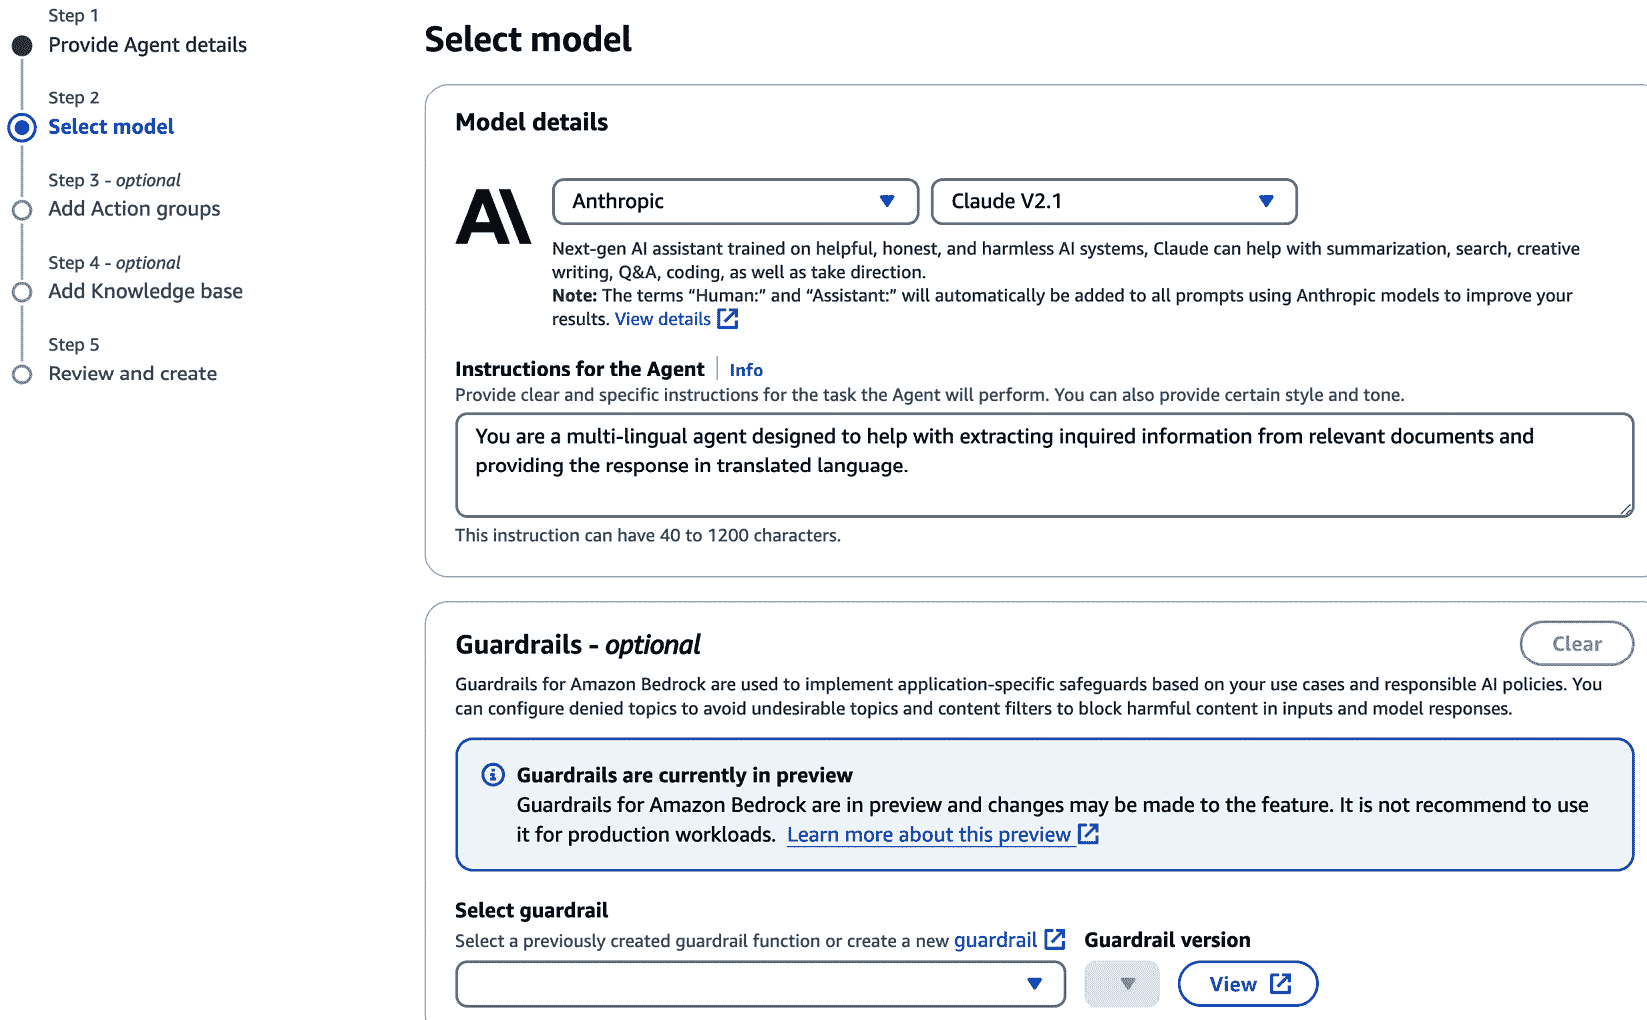 Step 1
Provide Agent details
Step 2
Select model
Step 3 - optional
Add Action groups
Step 4 - optional
Add Knowledge base
Step 5
Review and create
Select model
Model details
Anthropic
Claude V2.1
Next-gen AI assistant trained on helpful, honest, and harmless AI systems, Claude can help with summarization, search, creative
writing, Q&A, coding, as well as take direction.
Note: The terms “Human:” and “Assistant:” will automatically be added to all prompts using Anthropic models to improve your
results. View details
Instructions for the Agent
Info
Provide clear and specific instructions for the task the Agent will perform. You can also provide certain style and tone.
You are a multi-lingual agent designed to help with extracting inquired information from relevant documents and
providing the response in translated language.
This instruction can have 40 to 1200 characters.
Guardrails - optional
Clear
Guardrails for Amazon Bedrock are used to implement application-specific safeguards based on your use cases and responsible AI policies. You
can configure denied topics to avoid undesirable topics and content filters to block harmful content in inputs and model responses.
Guardrails are currently in preview
Guardrails for Amazon Bedrock are in preview and changes may be made to the feature. It is not recommend to use
it for production workloads. Learn more about this preview
Select guardrail
Select a previously created guardrail function or create a new guardrail
Guardrail version
View